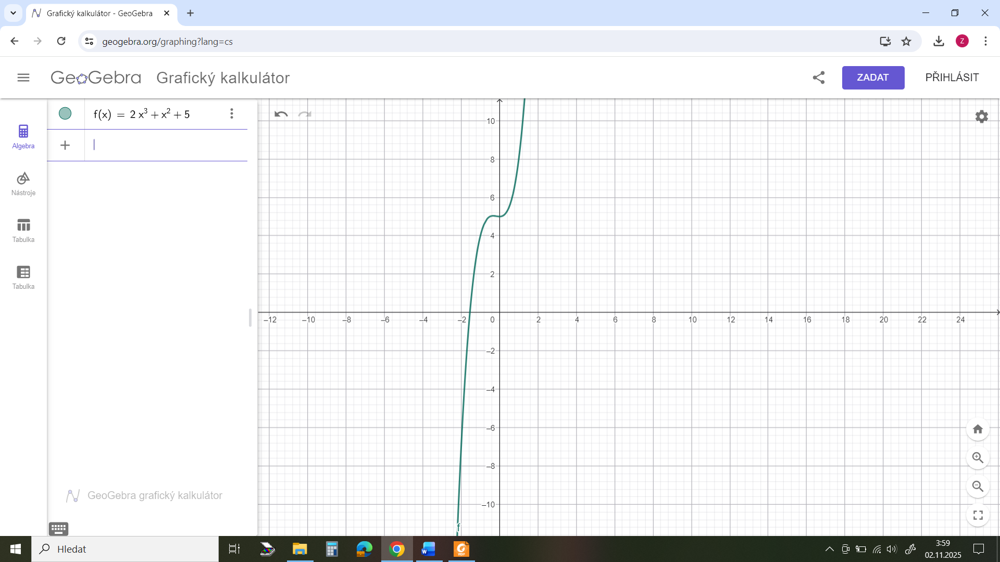 Grafický kalkulátor - GeoGebra
geogebra.org/graphing?lang=cs
Z
GeoGebra Grafický kalkulátor
ZADAT
PŘIHLÁSIT
f(x) = 2 x³ + x² + 5
Algebra
Nástroje
Tabulka
Tabulka
10
8
6
4
2
–12 –10 –8 –6 –4 –2 0 2 4 6 8 10 12 14 16 18 20 22 24
–2
–4
–6
–8
–10
f
GeoGebra grafický kalkulátor
Hledat
W
PDF
3:59
02.11.2025